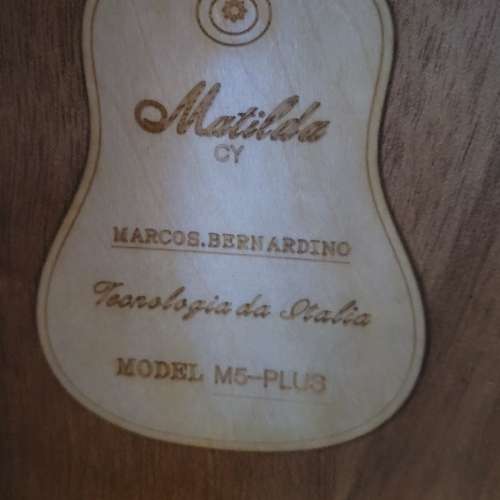 Matilda
CY
MARCOS.BERNARDINO
Tecnologia da Italia
MODEL M5-PLUS